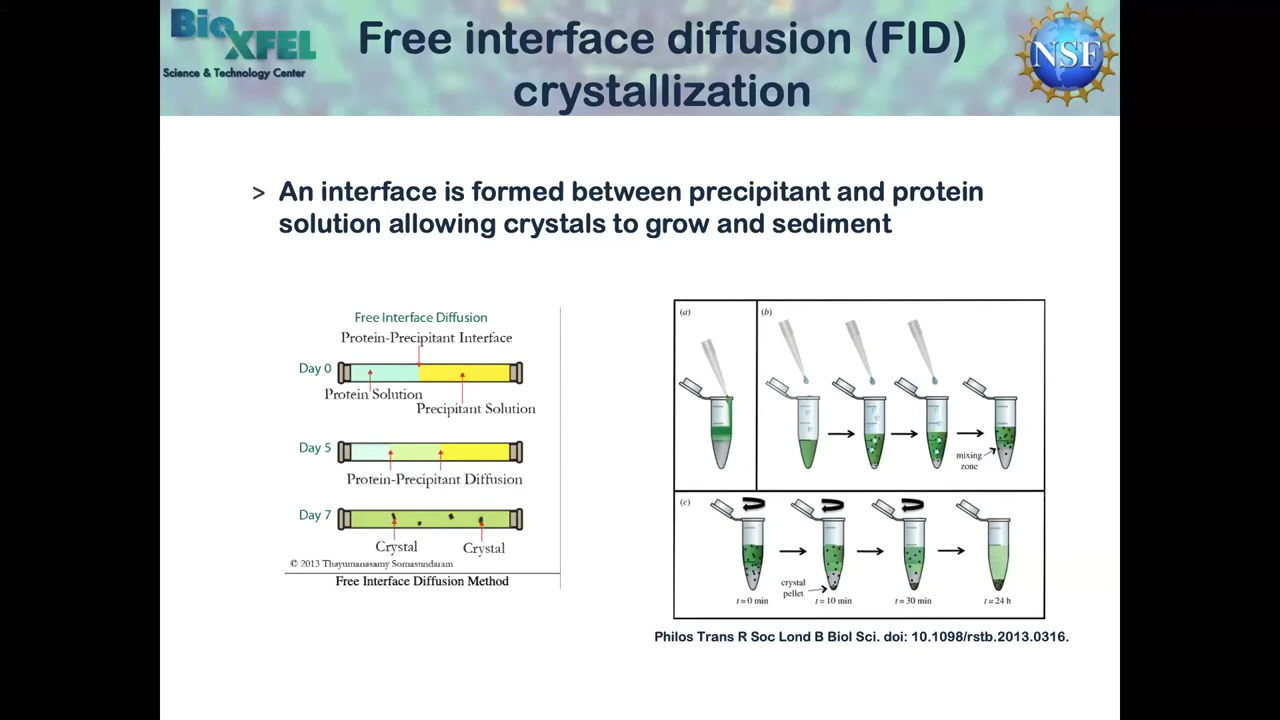 BioXFEL
Science & Technology Center
Free interface diffusion (FID)
crystallization
NSF
> An interface is formed between precipitant and protein
solution allowing crystals to grow and sediment
Free Interface Diffusion
Protein-Precipitant Interface
Day 0
Protein Solution
Precipitant Solution
Day 5
Protein-Precipitant Diffusion
Day 7
Crystal
Crystal
© 2013 Thayumanasamy Somasundaram
Free Interface Diffusion Method
(a)
(b)
mixing
zone
(c)
crystal
pellet
t = 0 min
t = 10 min
t = 30 min
t = 24 h
Philos Trans R Soc Lond B Biol Sci. doi: 10.1098/rstb.2013.0316.